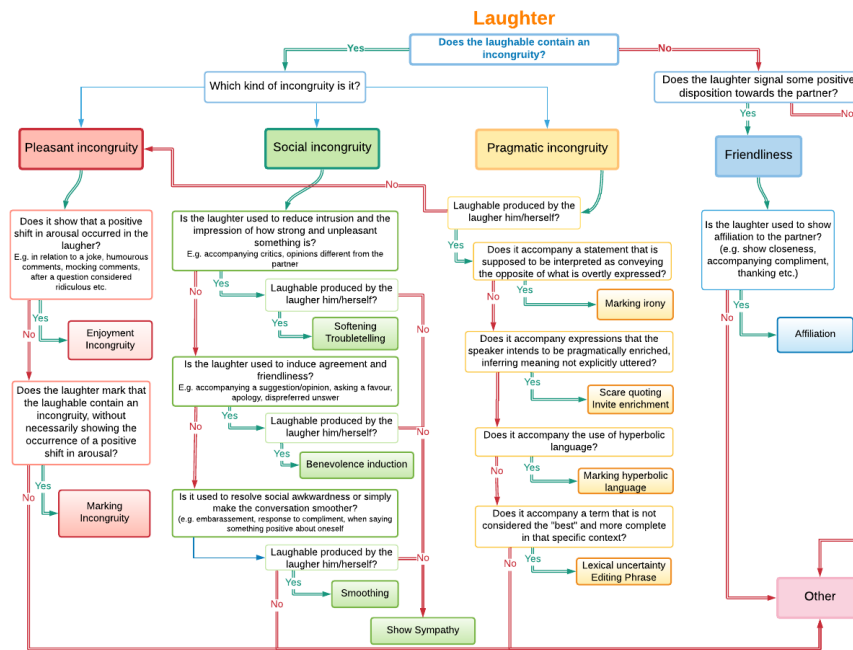 Laughter
Does the laughable contain an
incongruity?
Yes
No
Which kind of incongruity is it?
Does the laughter signal some positive
disposition towards the partner?
Yes
No
Pleasant incongruity
Social incongruity
Pragmatic incongruity
Friendliness
No
Does it show that a positive
shift in arousal occurred in the
laugher?
E.g. in relation to a joke, humourous
comments, mocking comments,
after a question considered
ridiculous etc.
No
Yes
Enjoyment
Incongruity
Does the laughter mark that
the laughable contain an
incongruity, without
necessarily showing the
occurrence of a positive
shift in arousal?
Yes
Marking
Incongruity
No
Is the laughter used to reduce intrusion and the
impression of how strong and unpleasant
something is?
E.g. accompanying critics, opinions different from the
partner
No
Yes
Laughable produced by the
laugher him/herself?
No
Yes
Softening
Troubletelling
Is the laughter used to induce agreement and
friendliness?
E.g. accompanying a suggestion/opinion, asking a favour,
apology, dispreferred unswer
No
Yes
Laughable produced by the
laugher him/herself?
No
Yes
Benevolence induction
Is it used to resolve social awkwardness or simply
make the conversation smoother?
(e.g. embarassement, response to compliment, when saying
something positive about oneself
Laughable produced by the
laugher him/herself?
No
Yes
No
Smoothing
Show Sympathy
Laughable produced by the
laugher him/herself?
Yes
Does it accompany a statement that is
supposed to be interpreted as conveying
the opposite of what is overtly expressed?
No
Yes
Marking irony
Does it accompany expressions that the
speaker intends to be pragmatically enriched,
inferring meaning not explicitly uttered?
Yes
No
Scare quoting
Invite enrichment
Does it accompany the use of hyperbolic
language?
No
Yes
Marking hyperbolic
language
Does it accompany a term that is not
considered the "best" and more complete
in that specific context?
No
Yes
Lexical uncertainty
Editing Phrase
Is the laughter used to show
affiliation to the partner?
(e.g. show closeness,
accompanying compliment,
thanking etc.)
No
Yes
Affiliation
Other